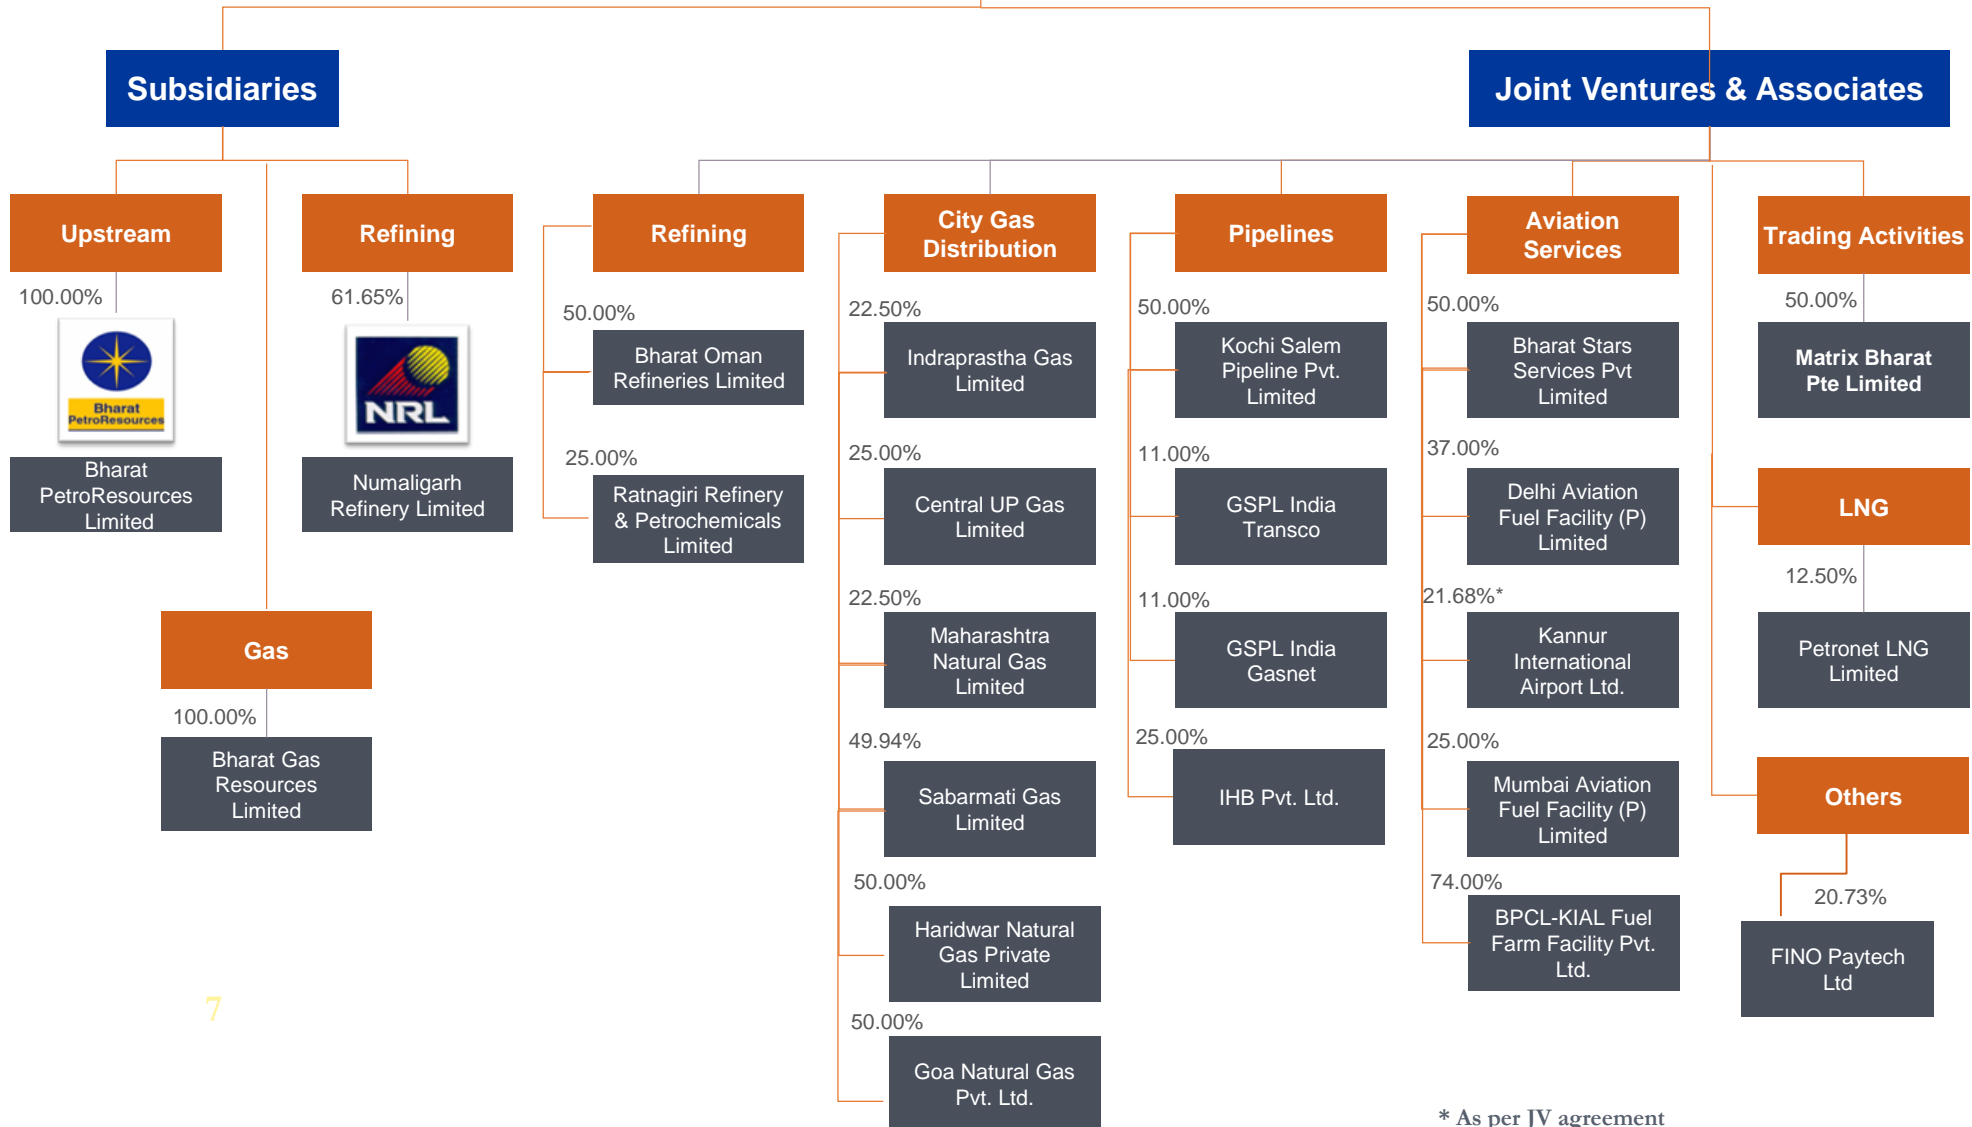 Subsidiaries
Joint Ventures & Associates
Upstream
100.00%
Bharat
PetroResources
Bharat
PetroResources
Limited
Refining
61.65%
NRL
Numaligarh
Refinery Limited
Gas
100.00%
Bharat Gas
Resources
Limited
Refining
50.00%
Bharat Oman
Refineries Limited
25.00%
Ratnagiri Refinery
& Petrochemicals
Limited
City Gas
Distribution
22.50%
Indraprastha Gas
Limited
25.00%
Central UP Gas
Limited
22.50%
Maharashtra
Natural Gas
Limited
49.94%
Sabarmati Gas
Limited
50.00%
Haridwar Natural
Gas Private
Limited
50.00%
Goa Natural Gas
Pvt. Ltd.
Pipelines
50.00%
Kochi Salem
Pipeline Pvt.
Limited
11.00%
GSPL India
Transco
11.00%
GSPL India
Gasnet
25.00%
IHB Pvt. Ltd.
Aviation
Services
50.00%
Bharat Stars
Services Pvt
Limited
37.00%
Delhi Aviation
Fuel Facility (P)
Limited
21.68%*
Kannur
International
Airport Ltd.
25.00%
Mumbai Aviation
Fuel Facility (P)
Limited
74.00%
BPCL-KIAL Fuel
Farm Facility Pvt.
Ltd.
Trading Activities
50.00%
Matrix Bharat
Pte Limited
LNG
12.50%
Petronet LNG
Limited
Others
20.73%
FINO Paytech
Ltd
7
* As per JV agreement